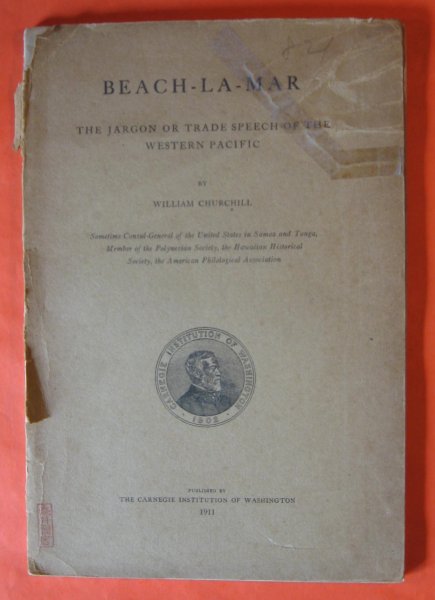 BEACH-LA-MAR
THE JARGON OR TRADE SPEECH OF THE
WESTERN PACIFIC
BY
WILLIAM CHURCHILL
Sometime Consul-General of the United States in Samoa and Tonga,
Member of the Polynesian Society, the Hawaiian Historical
Society, the American Philological Association
CARNEGIE INSTITUTION OF WASHINGTON
1902
PUBLISHED BY
THE CARNEGIE INSTITUTION OF WASHINGTON
1911